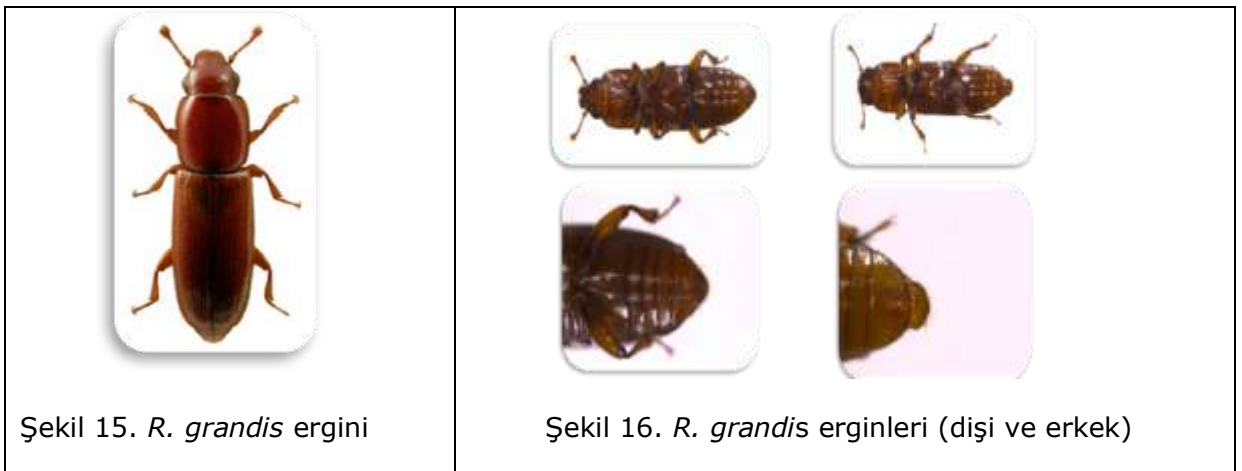 Şekil 15. R. grandis ergini
Şekil 16. R. grandis erginleri (dişi ve erkek)